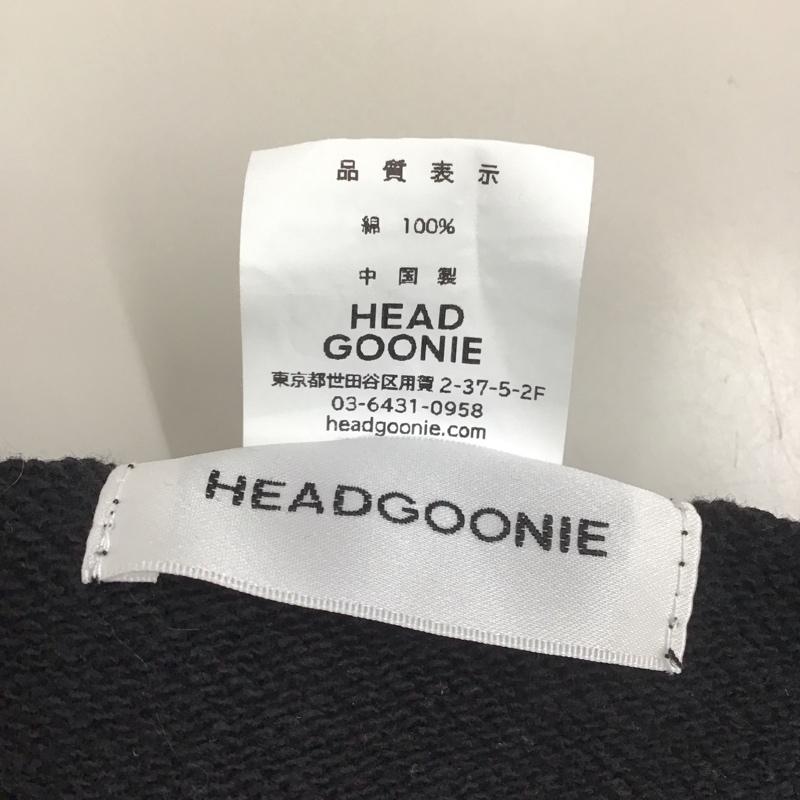 品質表示
綿 100%
中国製
HEAD
GOONIE
東京都世田谷区用賀 2-37-5-2F
03-6431-0958
headgoonie.com
HEADGOONIE